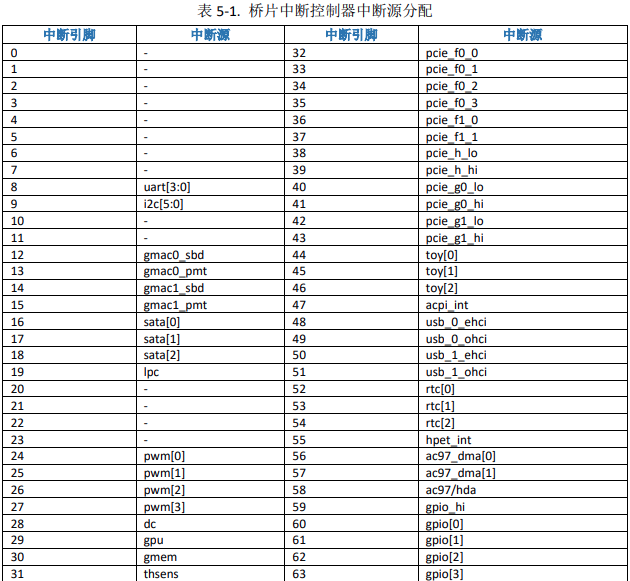 表 5-1. 桥片中断控制器中断源分配
中断引脚 中断源 中断引脚 中断源
0 - 32 pcie_f0_0
1 - 33 pcie_f0_1
2 - 34 pcie_f0_2
3 - 35 pcie_f0_3
4 - 36 pcie_f1_0
5 - 37 pcie_f1_1
6 - 38 pcie_h_lo
7 - 39 pcie_h_hi
8 uart[3:0] 40 pcie_g0_lo
9 i2c[5:0] 41 pcie_g0_hi
10 - 42 pcie_g1_lo
11 - 43 pcie_g1_hi
12 gmac0_sbd 44 toy[0]
13 gmac0_pmt 45 toy[1]
14 gmac1_sbd 46 toy[2]
15 gmac1_pmt 47 acpi_int
16 sata[0] 48 usb_0_ehci
17 sata[1] 49 usb_0_ohci
18 sata[2] 50 usb_1_ehci
19 lpc 51 usb_1_ohci
20 - 52 rtc[0]
21 - 53 rtc[1]
22 - 54 rtc[2]
23 - 55 hpet_int
24 pwm[0] 56 ac97_dma[0]
25 pwm[1] 57 ac97_dma[1]
26 pwm[2] 58 ac97/hda
27 pwm[3] 59 gpio_hi
28 dc 60 gpio[0]
29 gpu 61 gpio[1]
30 gmem 62 gpio[2]
31 thsens 63 gpio[3]